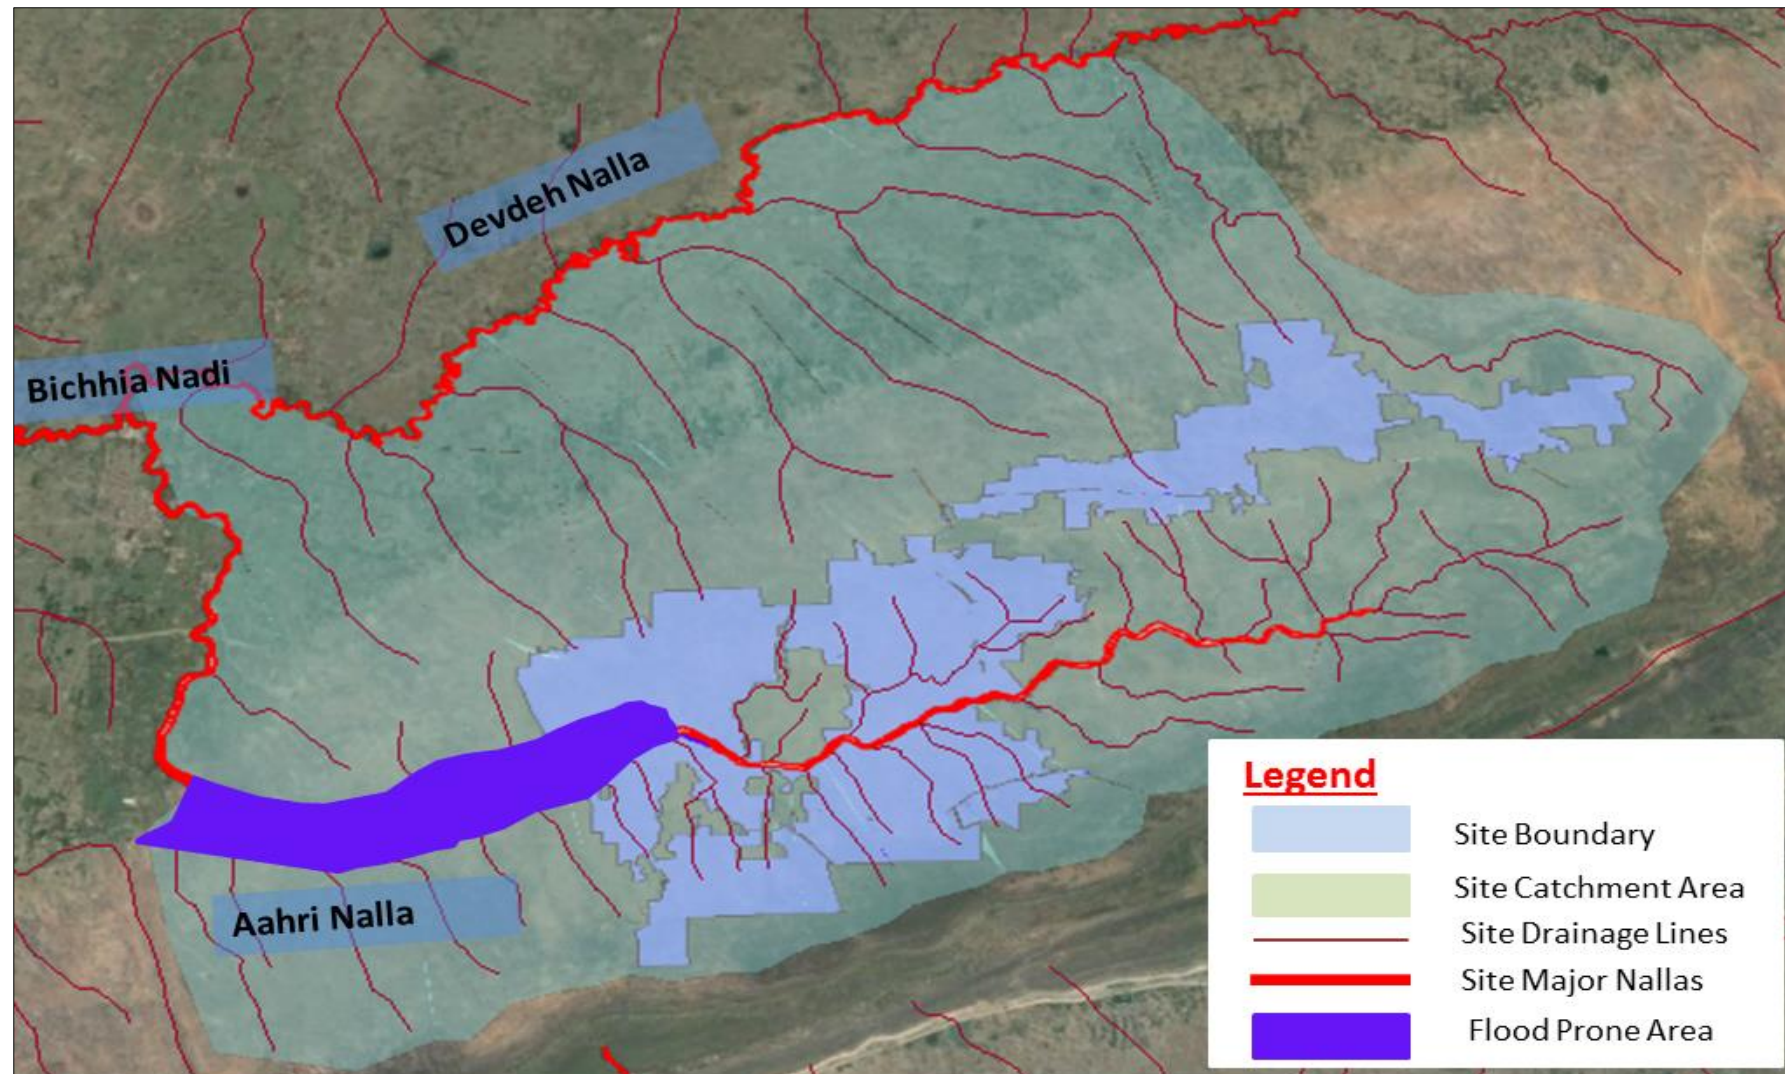 Devdeh Nalla
Bichhia Nadi
Aahri Nalla
Legend
Site Boundary
Site Catchment Area
Site Drainage Lines
Site Major Nallas
Flood Prone Area